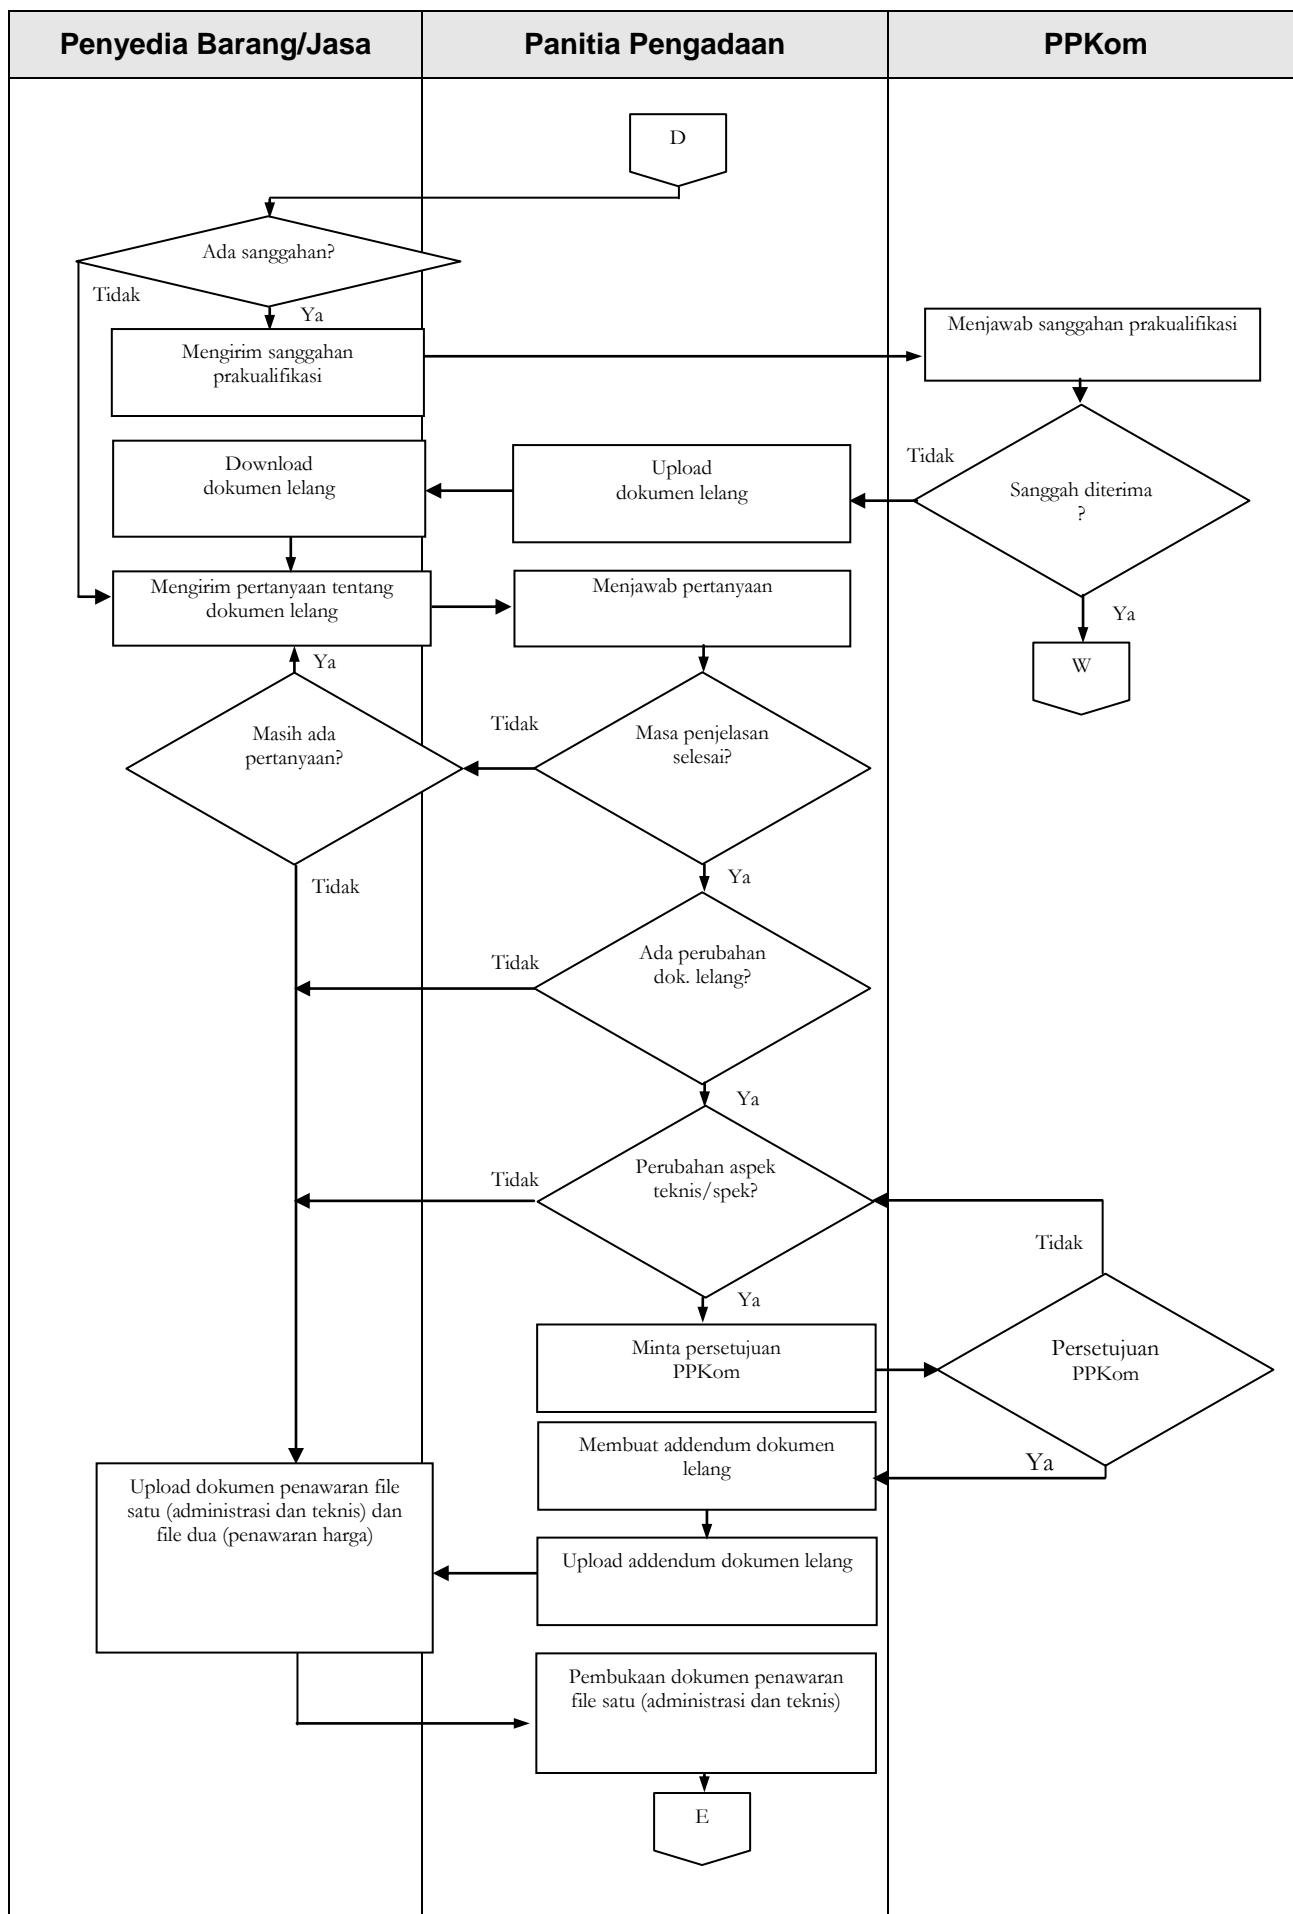 Penyedia Barang/Jasa
Panitia Pengadaan
PPKom
D
Ada sanggahan?
Tidak
Ya
Mengirim sanggahan
prakualifikasi
Menjawab sanggahan prakualifikasi
Download
dokumen lelang
Upload
dokumen lelang
Tidak
Sanggah diterima
?
Ya
W
Mengirim pertanyaan tentang
dokumen lelang
Menjawab pertanyaan
Ya
Masih ada
pertanyaan?
Tidak
Masa penjelasan
selesai?
Tidak
Ya
Ada perubahan
dok. lelang?
Tidak
Ya
Perubahan aspek
teknis/spek?
Tidak
Tidak
Ya
Minta persetujuan
PPKom
Persetujuan
PPKom
Ya
Membuat addendum dokumen
lelang
Upload dokumen penawaran file
satu (administrasi dan teknis) dan
file dua (penawaran harga)
Upload addendum dokumen lelang
Pembukaan dokumen penawaran
file satu (administrasi dan teknis)
E